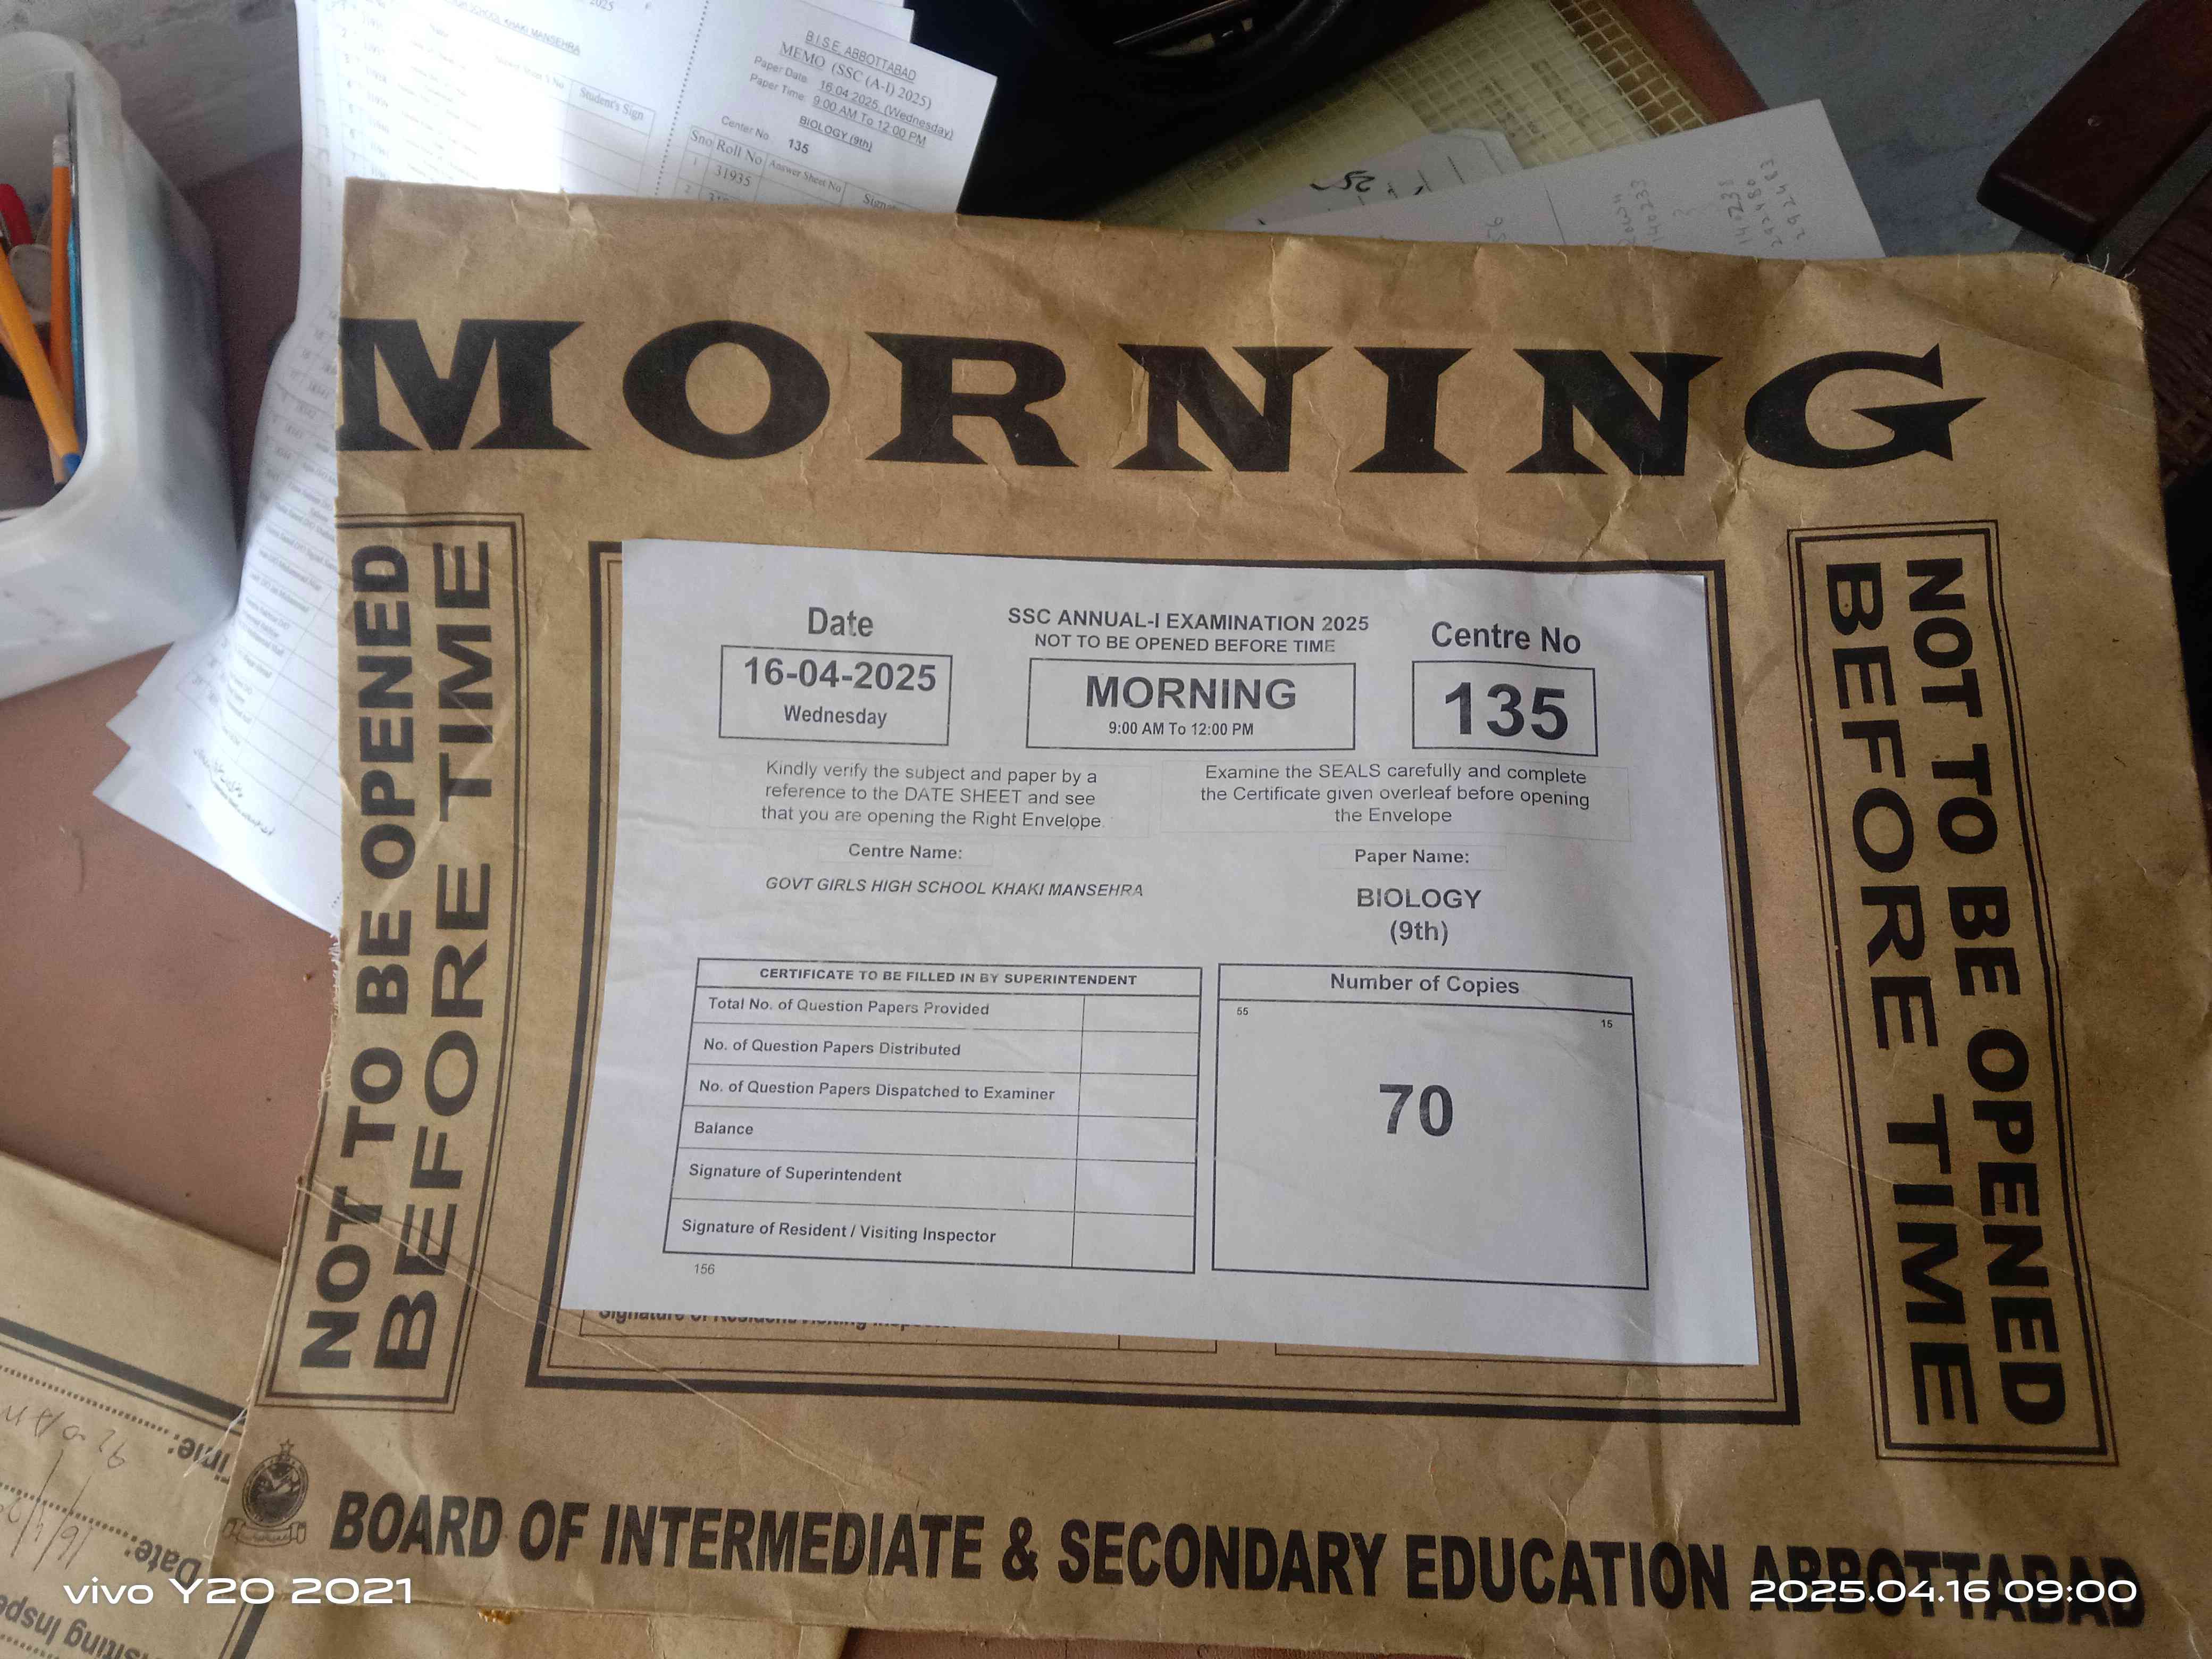 HIGH SCHOOL KHAKI MANSEHRA
2025
Student's Sign
B.I.S.E. ABBOTTABAD
MEMO (SSC (A-I) 2025)
Paper Date 16.04.2025, (Wednesday)
Paper Time: 9:00 AM To 12:00 PM
BIOLOGY (9th)
Center No 135
Sno Roll No Answer Sheet No
1 31935
2
MORNING
NOT TO BE OPENED
BEFORE TIME
Date
16-04-2025
Wednesday
SSC ANNUAL-I EXAMINATION 2025
NOT TO BE OPENED BEFORE TIME
MORNING
9:00 AM To 12:00 PM
Centre No
135
Kindly verify the subject and paper by a
reference to the DATE SHEET and see
that you are opening the Right Envelope.
Examine the SEALS carefully and complete
the Certificate given overleaf before opening
the Envelope
Centre Name:
GOVT GIRLS HIGH SCHOOL KHAKI MANSEHRA
Paper Name:
BIOLOGY
(9th)
CERTIFICATE TO BE FILLED IN BY SUPERINTENDENT
Total No. of Question Papers Provided
No. of Question Papers Distributed
No. of Question Papers Dispatched to Examiner
Balance
Signature of Superintendent
Signature of Resident / Visiting Inspector
156
Number of Copies
55
15
70
NOT TO BE OPENED
BEFORE TIME
BOARD OF INTERMEDIATE & SECONDARY EDUCATION ABBOTTABAD
Time:
Date:
vivo Y20 2021
2025.04.16 09:00